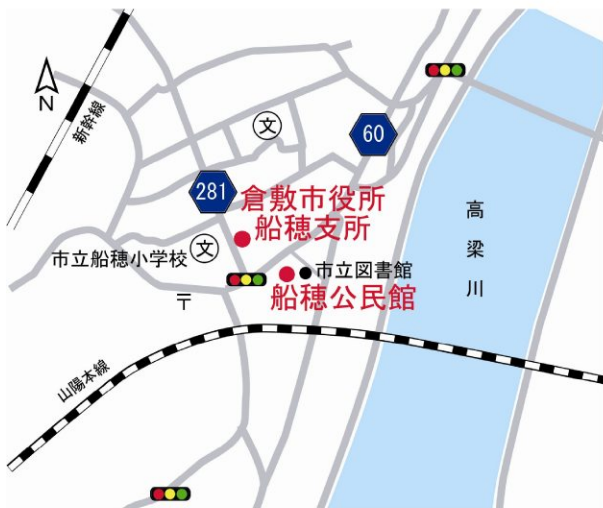 N
新幹線
文
60
281
倉敷市役所
船穂支所
高梁川
市立船穂小学校
文
市立図書館
船穂公民館
〒
山陽本線